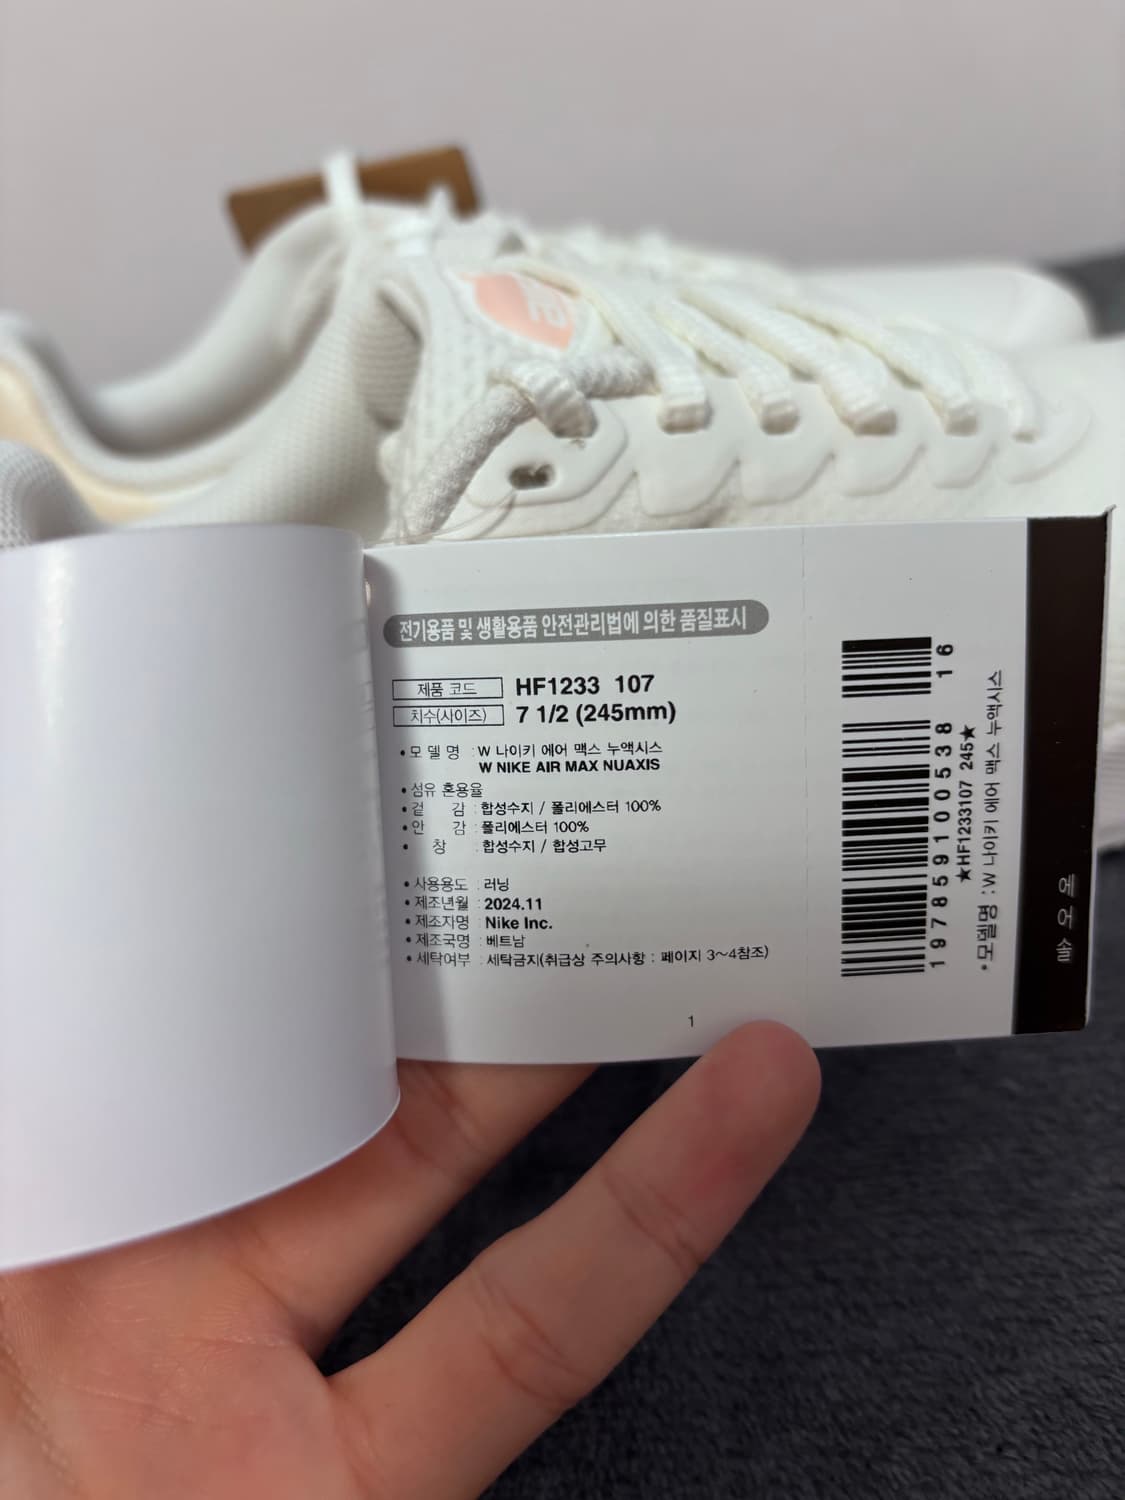 전기용품 및 생활용품 안전관리법에 의한 품질표시
제품 코드 HF1233 107
치수(사이즈) 7 1/2 (245mm)
• 모 델 명 : W 나이키 에어 맥스 누액시스
W NIKE AIR MAX NUAXIS
• 섬유 혼용율
• 겉 감 : 합성수지 / 폴리에스터 100%
• 안 감 : 폴리에스터 100%
• 창 : 합성수지 / 합성고무
• 사용용도 : 러닝
• 제조년월 : 2024.11
• 제조자명 : Nike Inc.
• 제조국명 : 베트남
• 세탁여부 : 세탁금지(취급상 주의사항 : 페이지 3~4참조)
1
197859100538 16
★HF1233107 245★
• 모델명 : W 나이키 에어 맥스 누액시스
에어솔